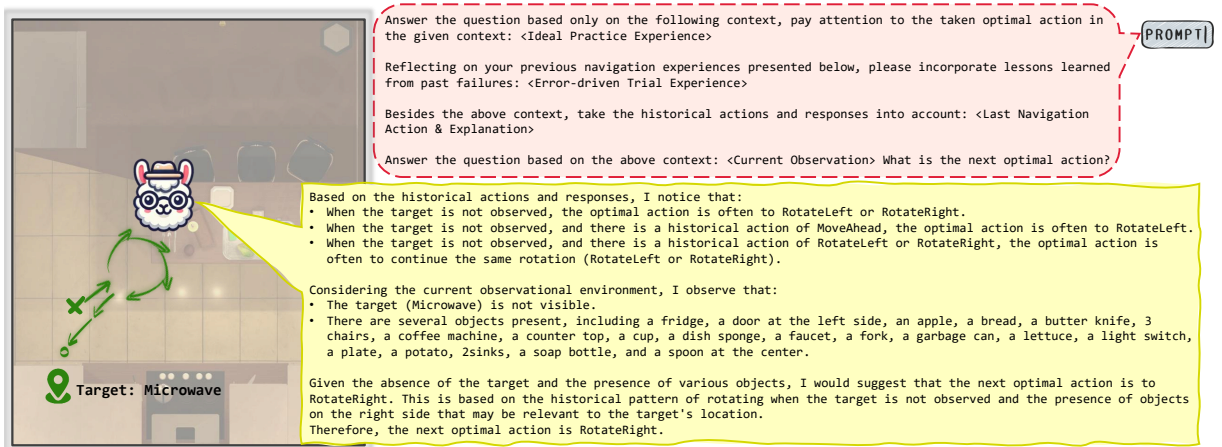 Answer the question based only on the following context, pay attention to the taken optimal action in
the given context: <Ideal Practice Experience>
Reflecting on your previous navigation experiences presented below, please incorporate lessons learned
from past failures: <Error-driven Trial Experience>
Besides the above context, take the historical actions and responses into account: <Last Navigation
Action & Explanation>
Answer the question based on the above context: <Current Observation> What is the next optimal action?
PROMPT
Based on the historical actions and responses, I notice that:
• When the target is not observed, the optimal action is often to RotateLeft or RotateRight.
• When the target is not observed, and there is a historical action of MoveAhead, the optimal action is often to RotateLeft.
• When the target is not observed, and there is a historical action of RotateLeft or RotateRight, the optimal action is
often to continue the same rotation (RotateLeft or RotateRight).
Considering the current observational environment, I observe that:
• The target (Microwave) is not visible.
• There are several objects present, including a fridge, a door at the left side, an apple, a bread, a butter knife, 3
chairs, a coffee machine, a counter top, a cup, a dish sponge, a faucet, a fork, a garbage can, a lettuce, a light switch,
a plate, a potato, 2sinks, a soap bottle, and a spoon at the center.
Given the absence of the target and the presence of various objects, I would suggest that the next optimal action is to
RotateRight. This is based on the historical pattern of rotating when the target is not observed and the presence of objects
on the right side that may be relevant to the target's location.
Therefore, the next optimal action is RotateRight.
Target: Microwave